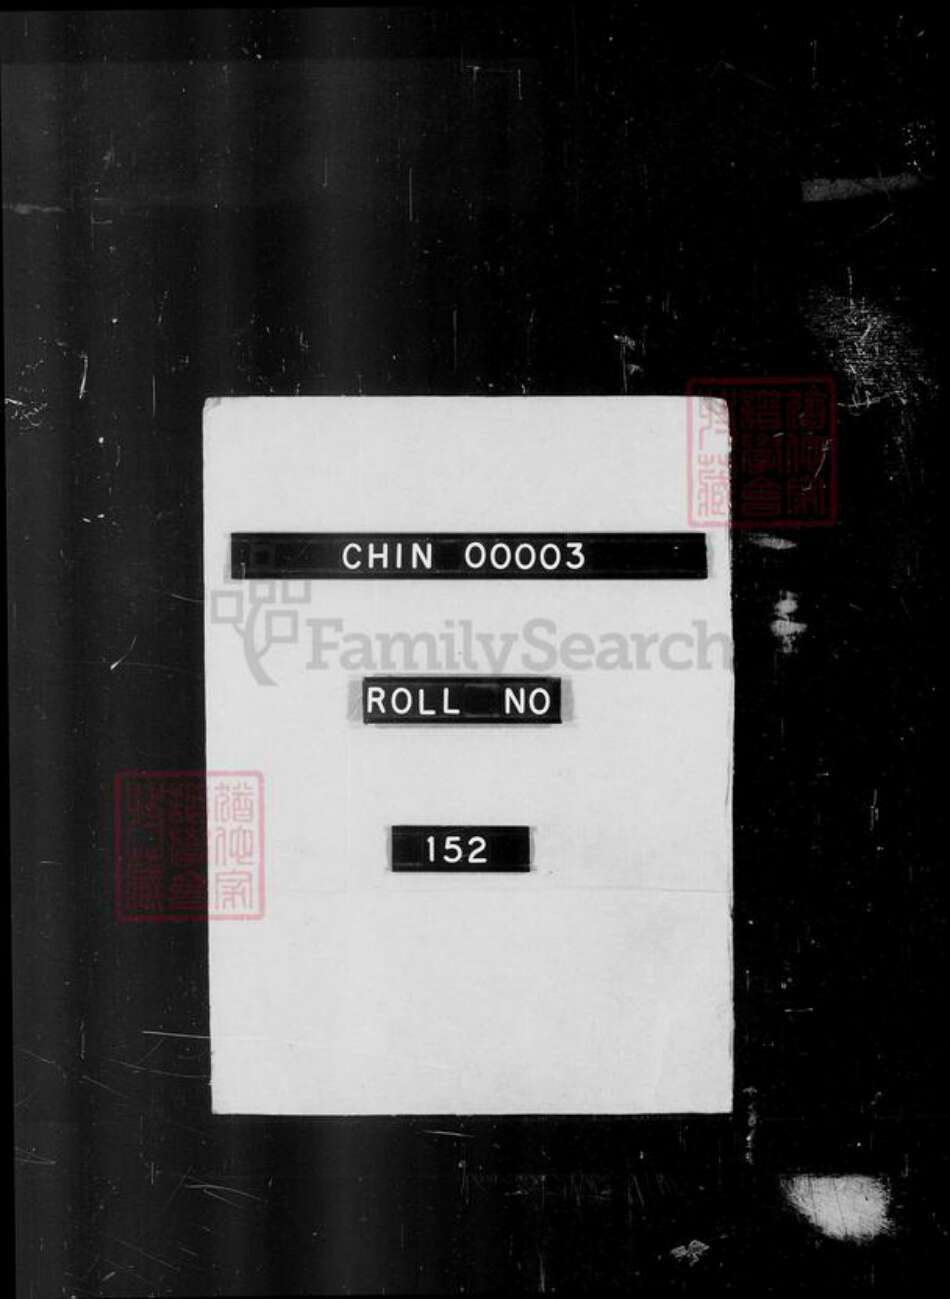 CHIN 00003
FamilySearch
ROLL NO
152